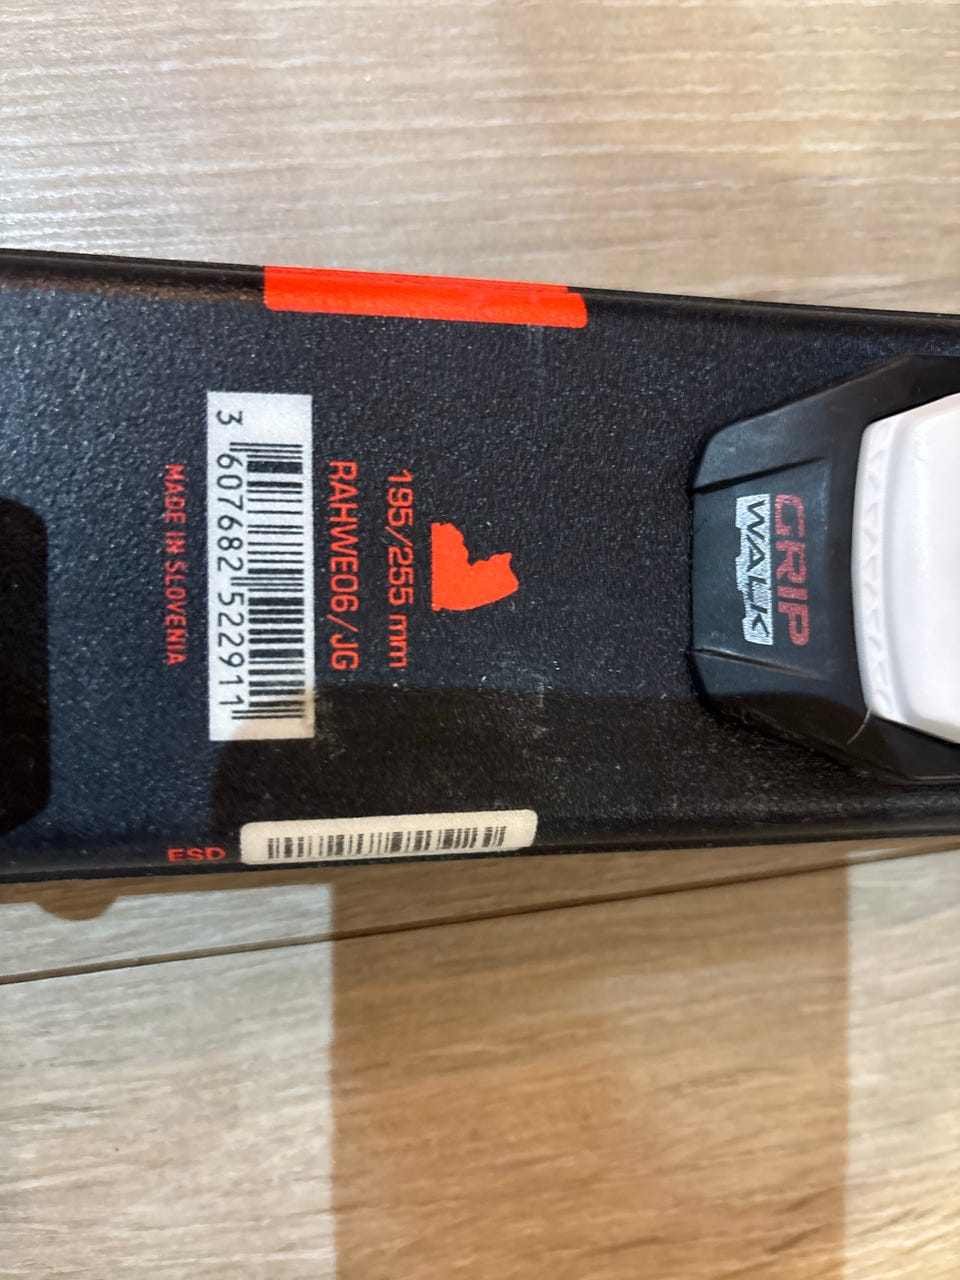 195/255 mm
RAHWE06/JG
3 607682 522911
MADE IN SLOVENIA
ESD
GRIP
WALK